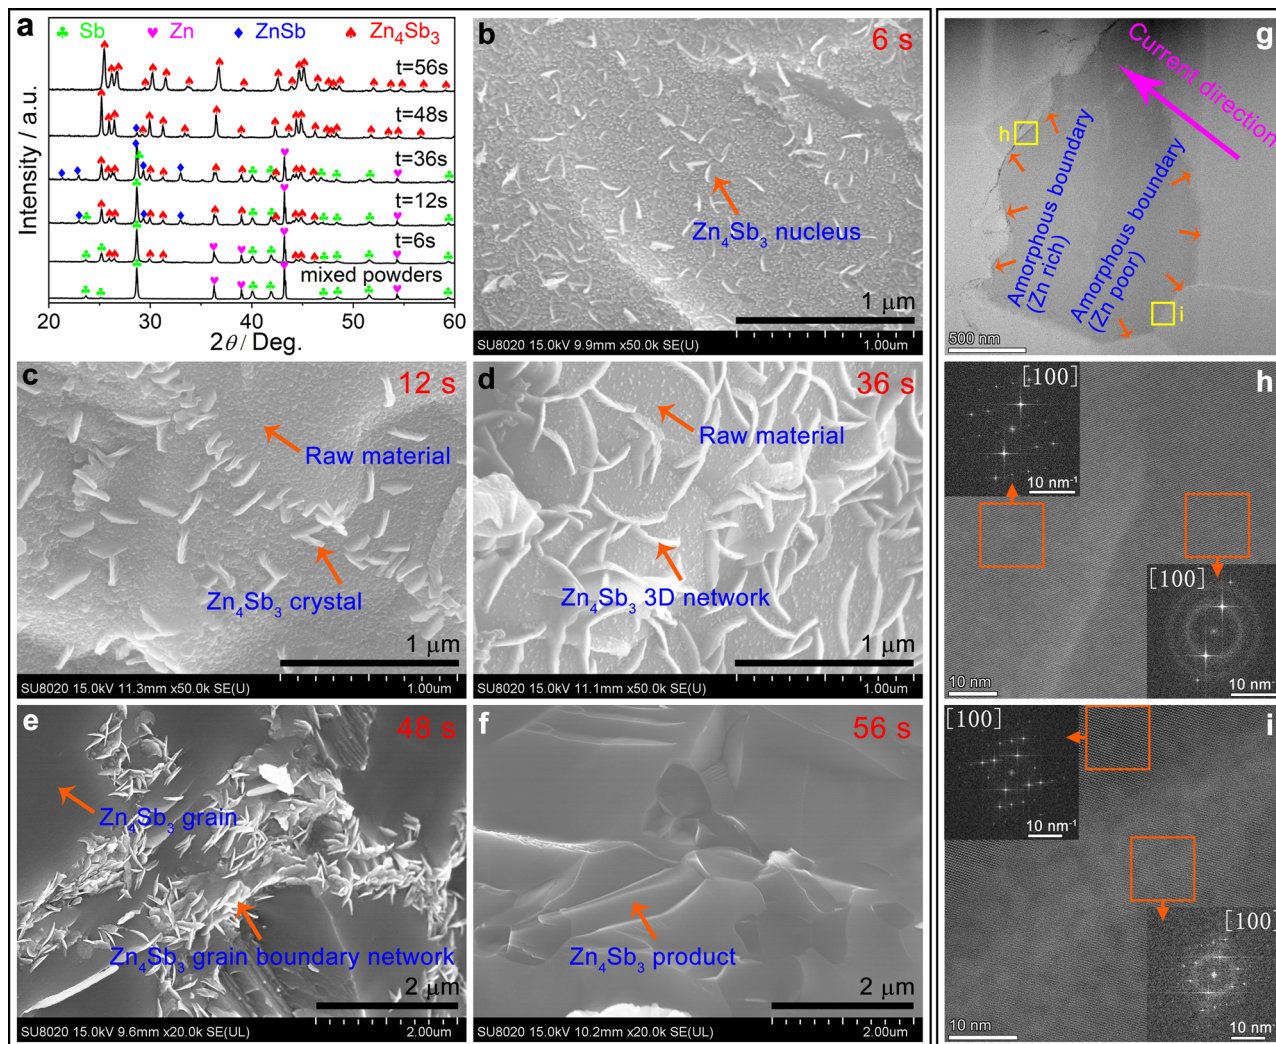 a
Sb Zn ZnSb Zn4Sb3
t=56s
t=48s
t=36s
t=12s
t=6s
mixed powders
Intensity / a.u.
20 30 40 50 60
2θ / Deg.
b
6 s
Zn4Sb3 nucleus
1 μm
SU8020 15.0kV 9.9mm x50.0k SE(U)
1.00um
c
12 s
Raw material
Zn4Sb3 crystal
1 μm
SU8020 15.0kV 11.3mm x50.0k SE(U)
1.00um
d
36 s
Raw material
Zn4Sb3 3D network
1 μm
SU8020 15.0kV 11.1mm x50.0k SE(U)
1.00um
e
48 s
Zn4Sb3 grain
Zn4Sb3 grain boundary network
2 μm
SU8020 15.0kV 9.6mm x20.0k SE(UL)
2.00um
f
56 s
Zn4Sb3 product
2 μm
SU8020 15.0kV 10.2mm x20.0k SE(UL)
2.00um
g
Current direction
h
Amorphous boundary
(Zn rich)
Amorphous boundary
(Zn poor)
i
500 nm
h
[100]
10 nm-1
[100]
10 nm-1
10 nm
i
[100]
10 nm-1
[100]
10 nm-1
10 nm